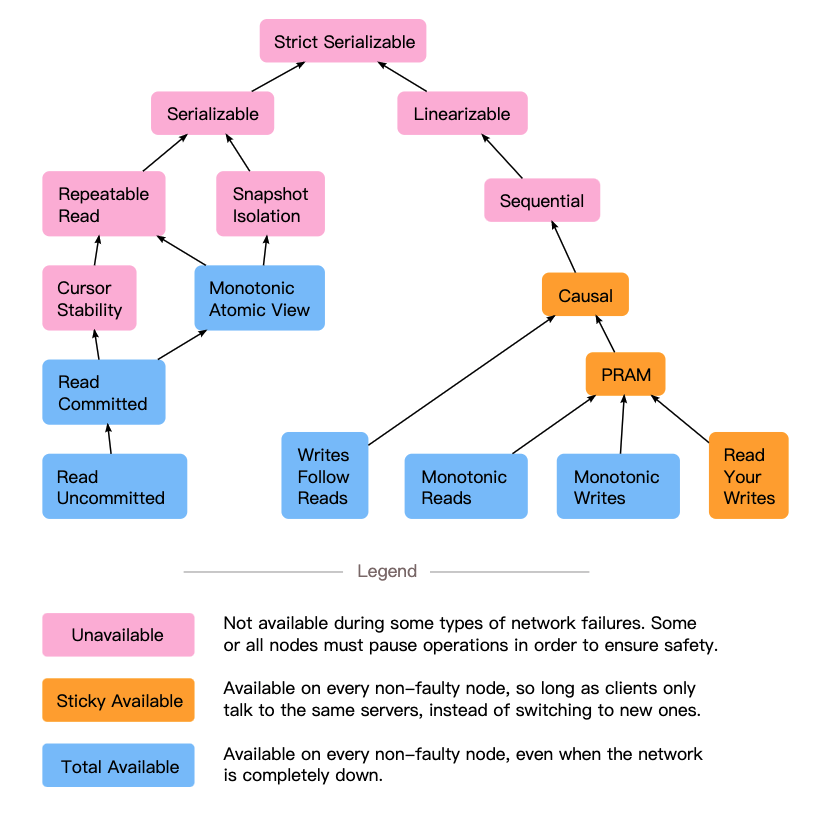 Strict Serializable
Serializable
Linearizable
Repeatable
Read
Snapshot
Isolation
Sequential
Cursor
Stability
Monotonic
Atomic View
Causal
Read
Committed
PRAM
Read
Uncommitted
Writes
Follow
Reads
Monotonic
Reads
Monotonic
Writes
Read
Your
Writes
Legend
Unavailable
Not available during some types of network failures. Some
or all nodes must pause operations in order to ensure safety.
Sticky Available
Available on every non-faulty node, so long as clients only
talk to the same servers, instead of switching to new ones.
Total Available
Available on every non-faulty node, even when the network
is completely down.